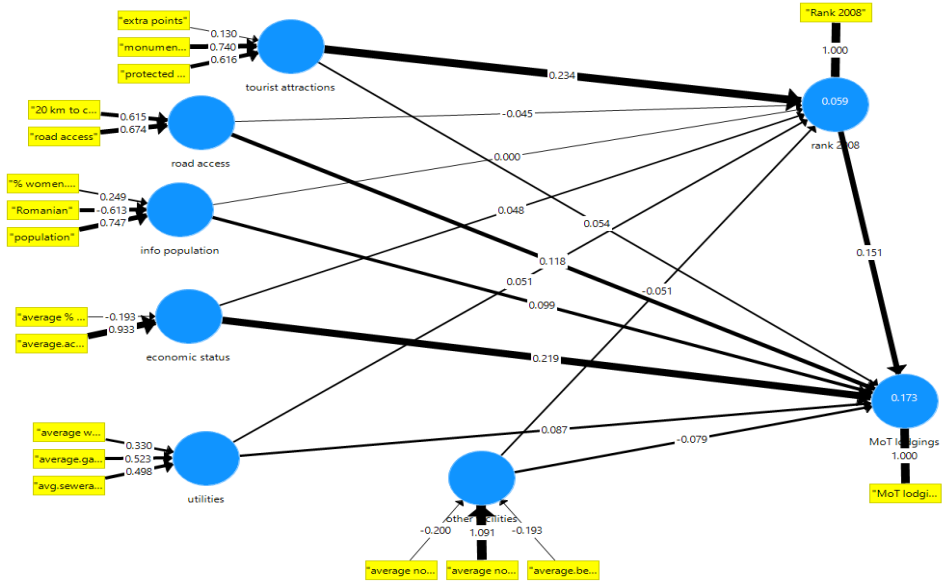 "Rank 2008"
1.000
0.059
rank 2008
"extra points"
"monumen...
"protected ...
0.130
0.740
0.616
tourist attractions
0.234
"20 km to c...
"road access"
0.615
0.674
road access
-0.045
"% women....
"Romanian"
"population"
0.249
-0.613
0.747
info population
0.000
0.048
0.054
0.151
0.118
0.051
0.099
-0.051
"average % ...
"average.ac...
-0.193
0.933
economic status
0.219
0.173
MoT lodgings
1.000
"MoT lodgi...
"average w...
"average.ga...
"avg.sewera...
0.330
0.523
0.498
utilities
0.087
-0.079
other facilities
-0.200
1.091
-0.193
"average no...
"average no...
"average.be...